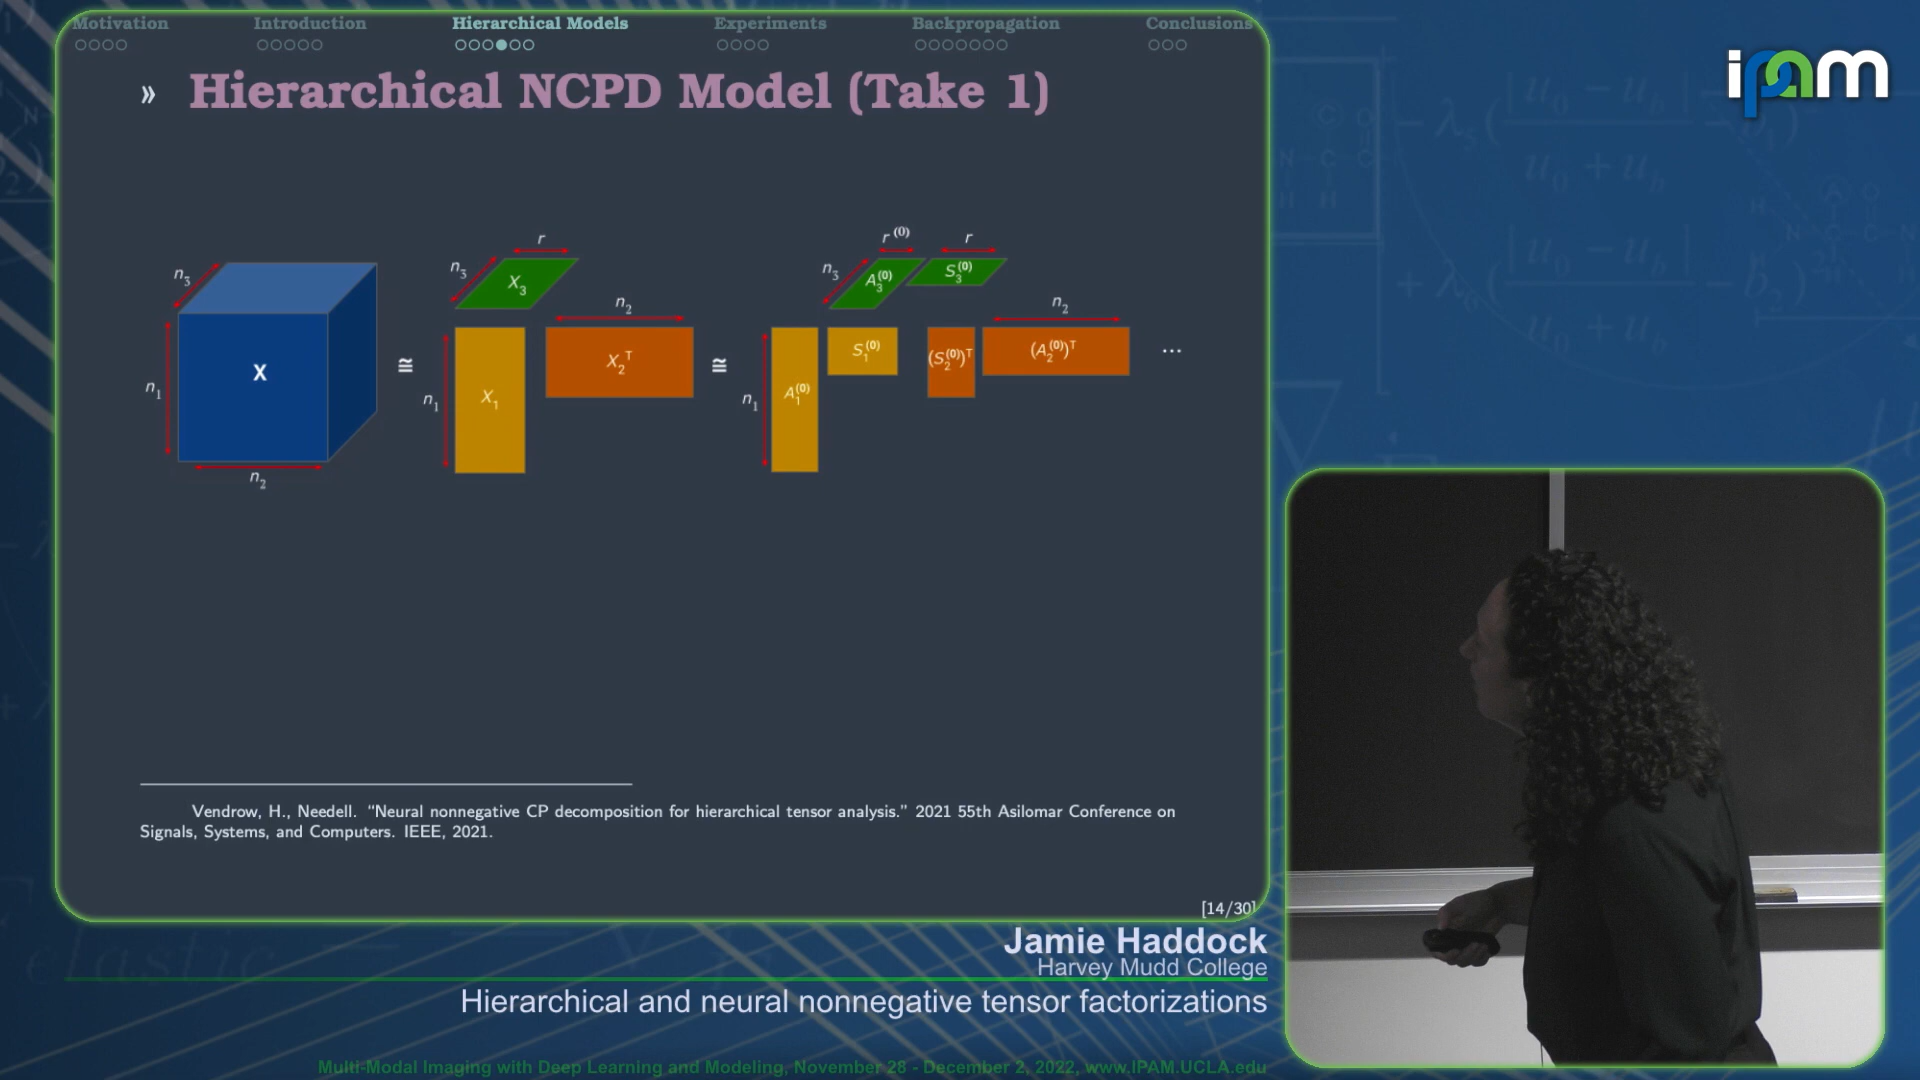 Motivation Introduction Hierarchical Models Experiments Backpropagation Conclusions
» Hierarchical NCPD Model (Take 1)
n3 n1 n2 X
≅
n3 r X3 n1 X1 n2 X2^T
≅
n3 r^(0) r A3^(0) S3^(0) n1 A1^(0) S1^(0) (S2^(0))^T n2 (A2^(0))^T ...
Vendrow, H., Needell. “Neural nonnegative CP decomposition for hierarchical tensor analysis.” 2021 55th Asilomar Conference on
Signals, Systems, and Computers. IEEE, 2021.
[14/30]
ipam
Jamie Haddock
Harvey Mudd College
Hierarchical and neural nonnegative tensor factorizations
Multi-Modal Imaging with Deep Learning and Modeling, November 28 - December 2, 2022, www.IPAM.UCLA.edu